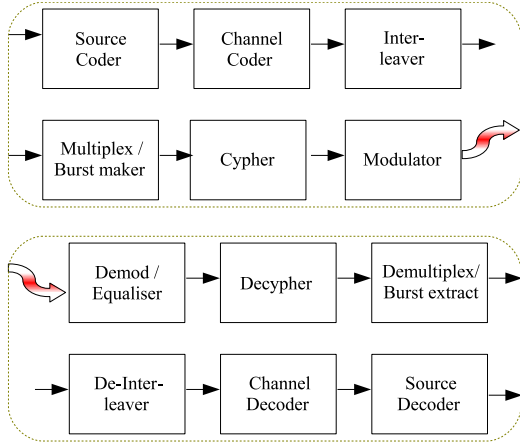 Source
Coder
Channel
Coder
Inter-
leaver
Multiplex /
Burst maker
Cypher
Modulator
Demod /
Equaliser
Decypher
Demultiplex/
Burst extract
De-Inter-
leaver
Channel
Decoder
Source
Decoder